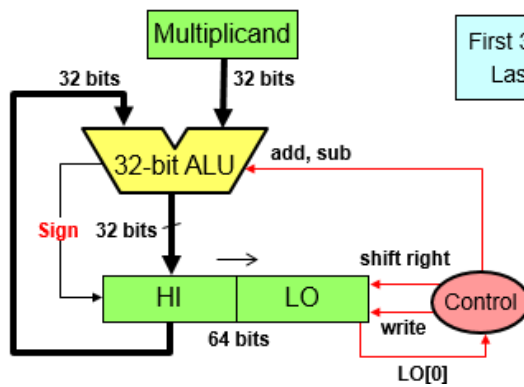 Multiplicand
First 3
Las
32 bits
32 bits
32-bit ALU
add, sub
Sign
32 bits
shift right
HI
LO
Control
write
64 bits
LO[0]